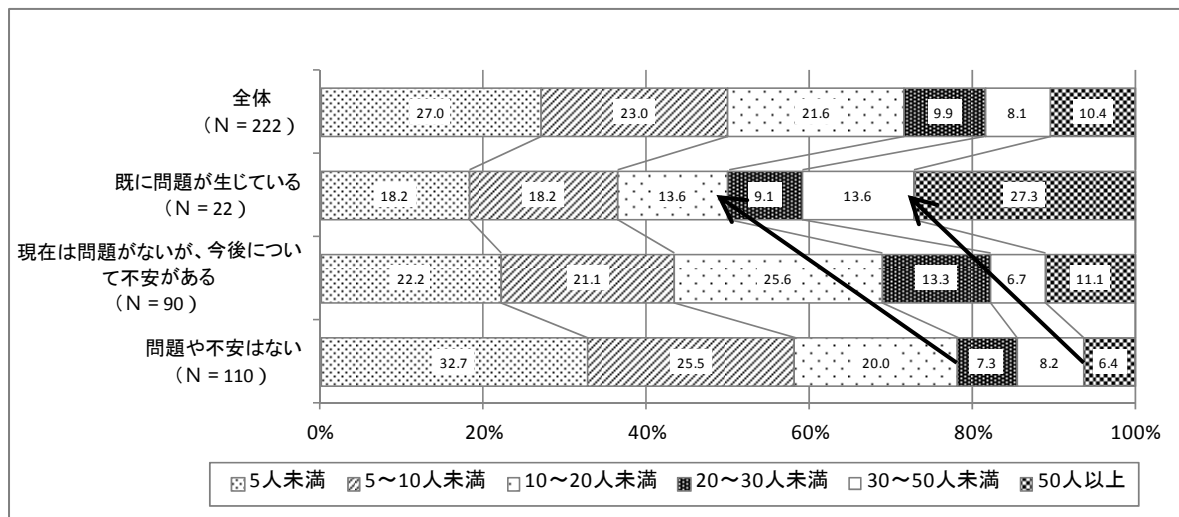 全体
（Ｎ = 222）
27.0 23.0 21.6 9.9 8.1 10.4
既に問題が生じている
（Ｎ = 22）
18.2 18.2 13.6 9.1 13.6 27.3
現在は問題がないが、今後につい
て不安がある
（Ｎ = 90）
22.2 21.1 25.6 13.3 6.7 11.1
問題や不安はない
（Ｎ = 110）
32.7 25.5 20.0 7.3 8.2 6.4
0% 20% 40% 60% 80% 100%
5人未満 5～10人未満 10～20人未満 20～30人未満 30～50人未満 50人以上